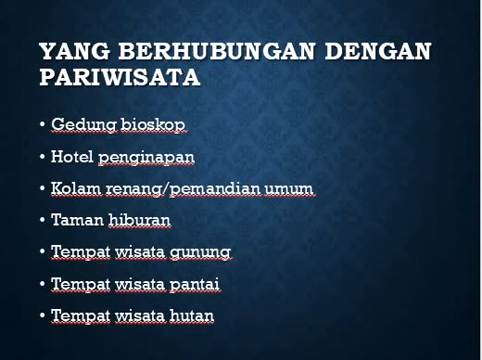 YANG BERHUBUNGAN DENGAN
PARIWISATA
• Gedung bioskop
• Hotel penginapan
• Kolam renang/pemandian umum
• Taman hiburan
• Tempat wisata gunung
• Tempat wisata pantai
• Tempat wisata hutan